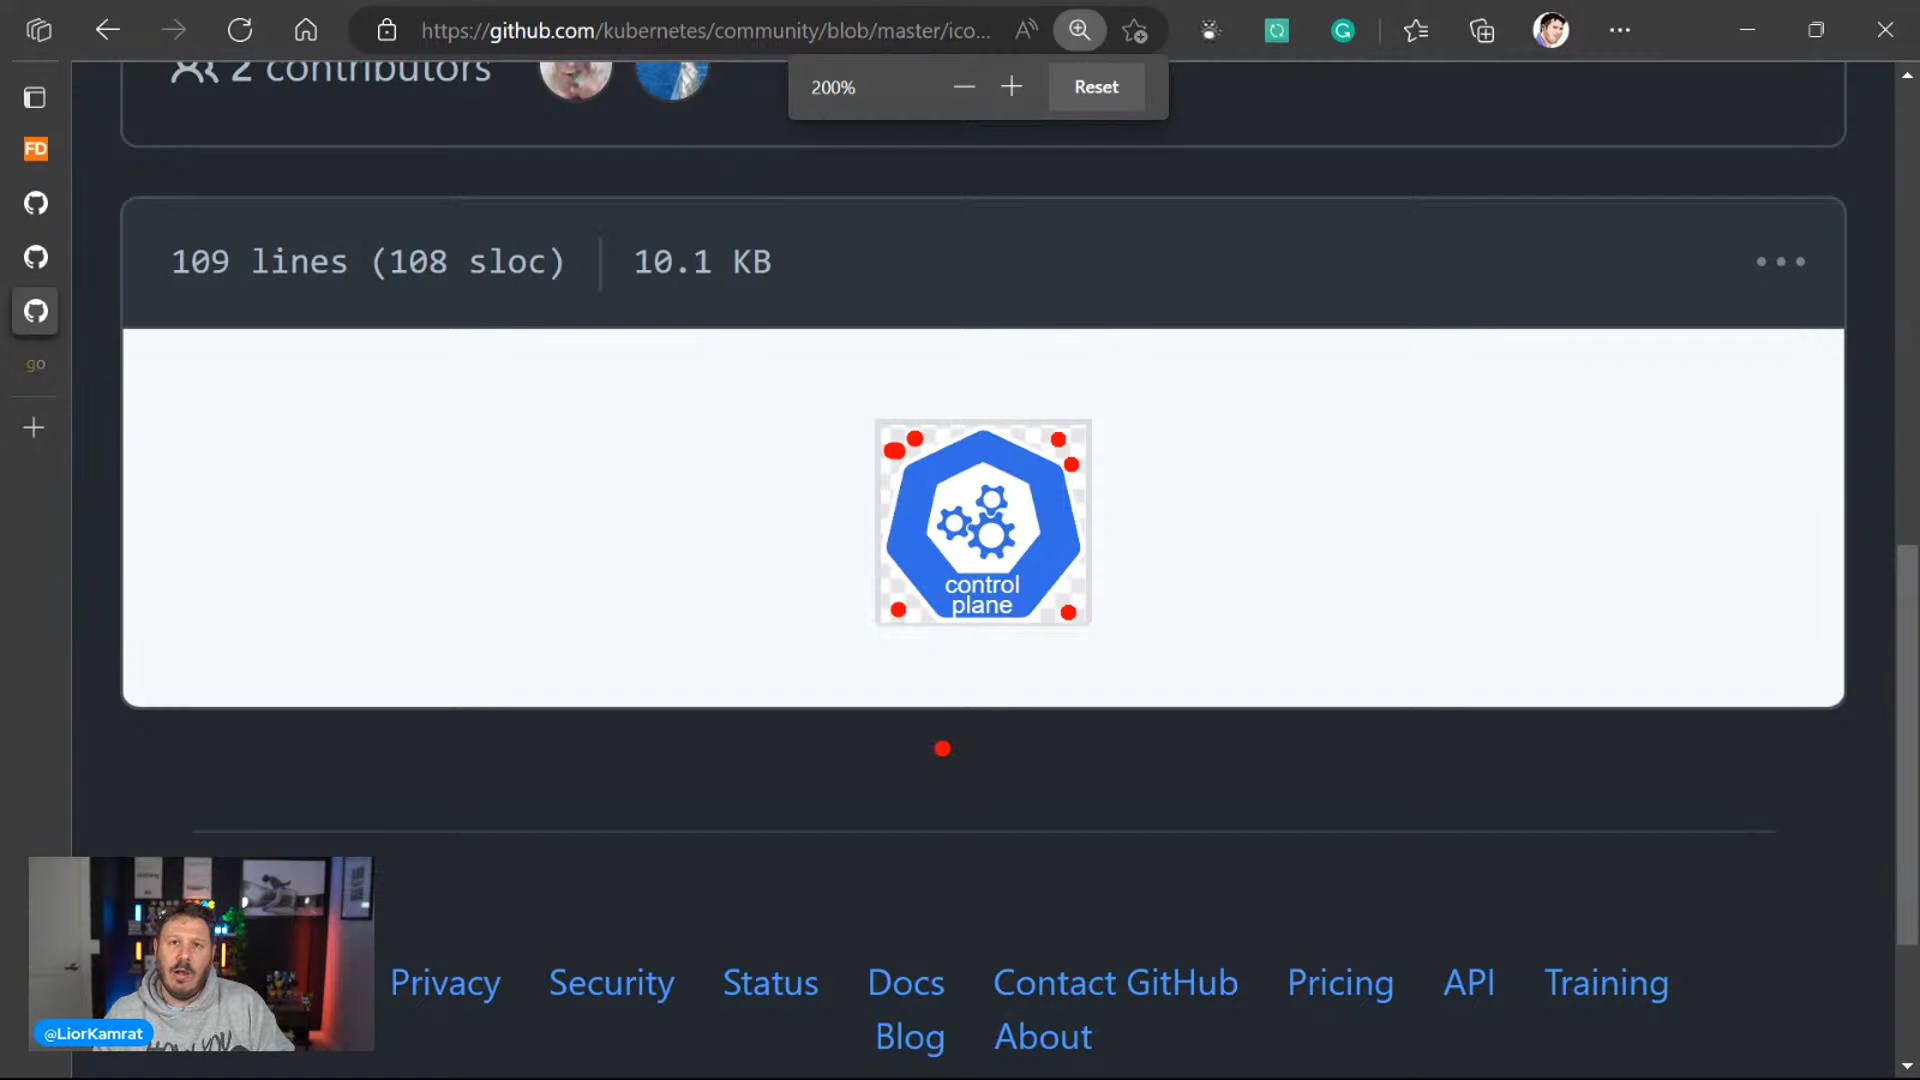 https://github.com/kubernetes/community/blob/master/ico...
200%
Reset
2 contributors
FD
go
109 lines (108 sloc)
10.1 KB
control
plane
Privacy Security Status Docs Contact GitHub Pricing API Training
Blog About
@LiorKamrat